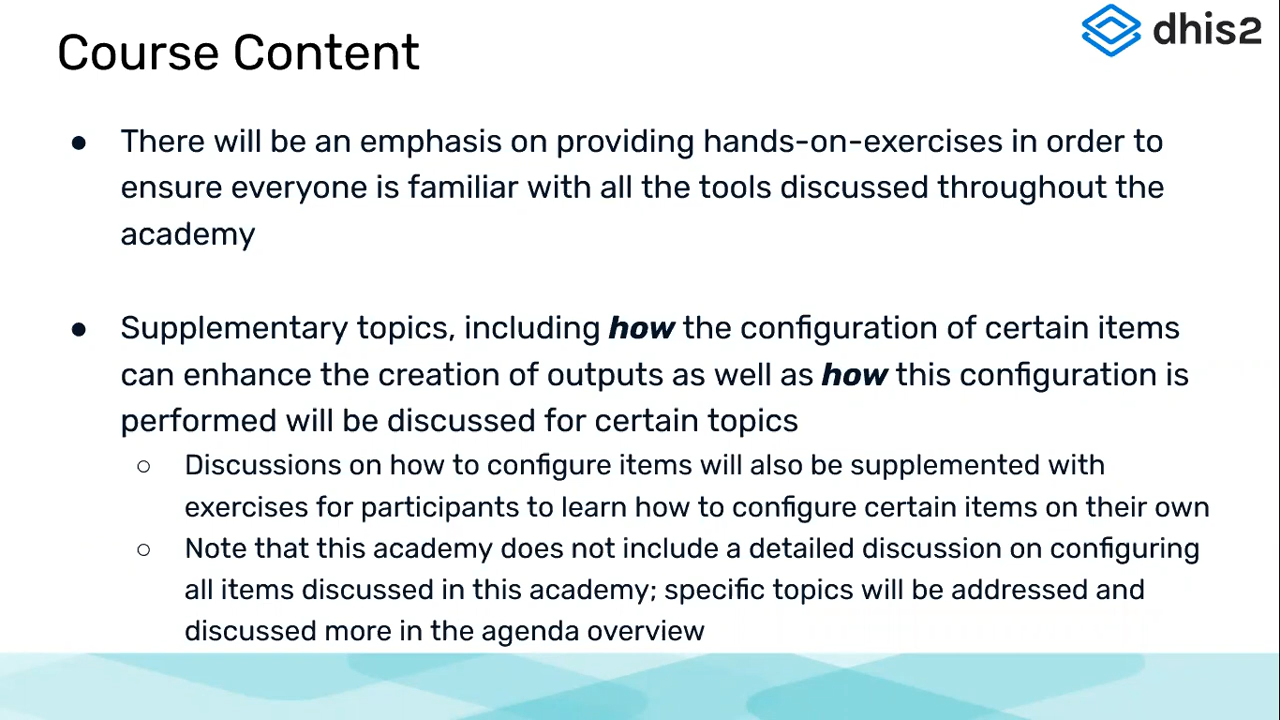 Course Content
dhis2
● There will be an emphasis on providing hands-on-exercises in order to
ensure everyone is familiar with all the tools discussed throughout the
academy
● Supplementary topics, including how the configuration of certain items
can enhance the creation of outputs as well as how this configuration is
performed will be discussed for certain topics
○ Discussions on how to configure items will also be supplemented with
exercises for participants to learn how to configure certain items on their own
○ Note that this academy does not include a detailed discussion on configuring
all items discussed in this academy; specific topics will be addressed and
discussed more in the agenda overview